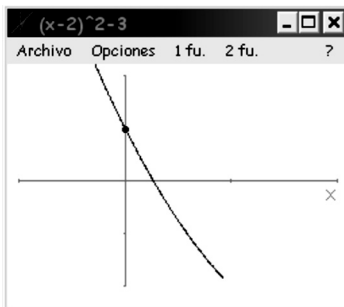 (x-2)^2-3
Archivo Opciones 1 fu. 2 fu. ?
X